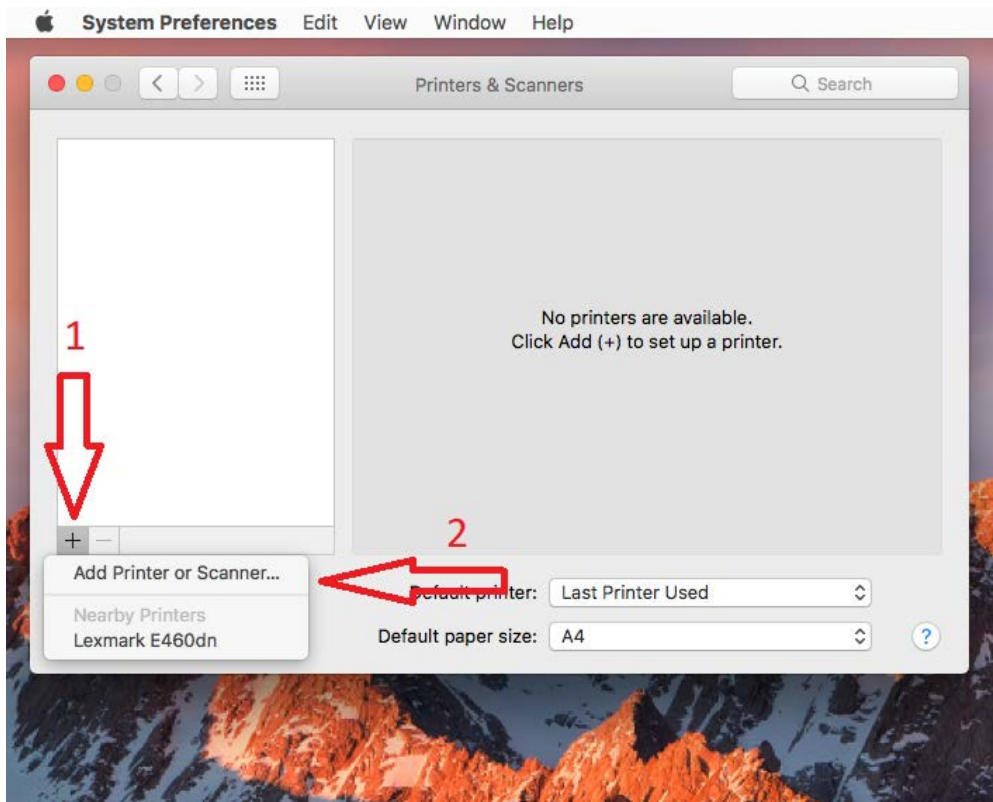 System Preferences Edit View Window Help
Printers & Scanners
Search
No printers are available.
Click Add (+) to set up a printer.
1
2
Add Printer or Scanner...
Nearby Printers
Lexmark E460dn
Default printer: Last Printer Used
Default paper size: A4
?